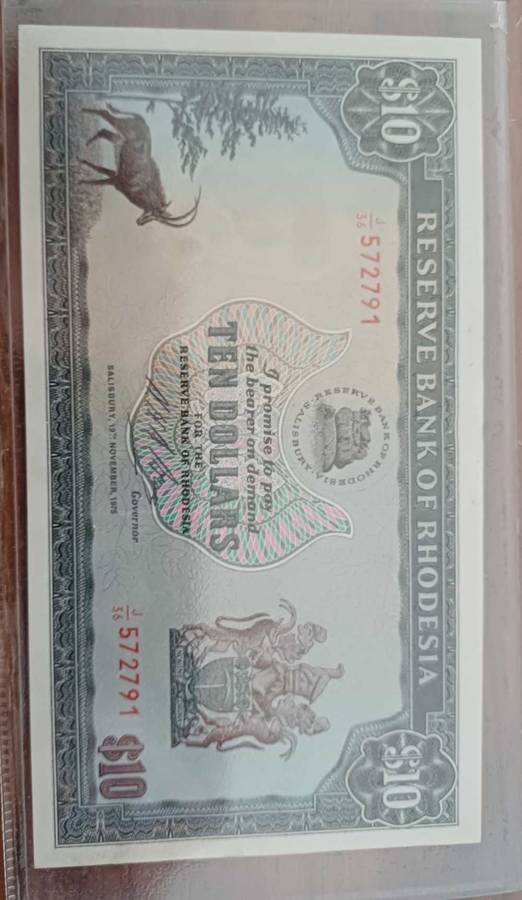 $10
RESERVE BANK OF RHODESIA
$10
J/36 572791
·RESERVE BANK OF RHODESIA·
SALISBURY
I promise to pay
the bearer on demand
TEN DOLLARS
FOR THE
RESERVE BANK OF RHODESIA
Governor
SALISBURY, 19TH NOVEMBER, 1975
J/36 572791
$10